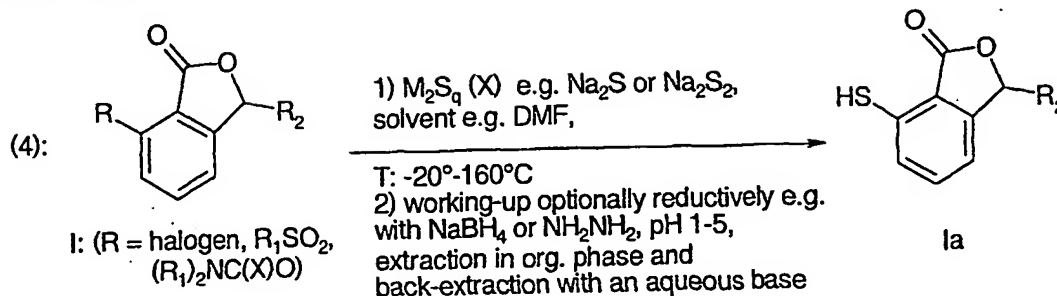 (4):
O
O
R
R₂
I: (R = halogen, R₁SO₂,
(R₁)₂NC(X)O)
1) M₂Sq (X) e.g. Na₂S or Na₂S₂,
solvent e.g. DMF,
T: -20°-160°C
2) working-up optionally reductively e.g.
with NaBH₄ or NH₂NH₂, pH 1-5,
extraction in org. phase and
back-extraction with an aqueous base
O
O
HS
R₂
Ia